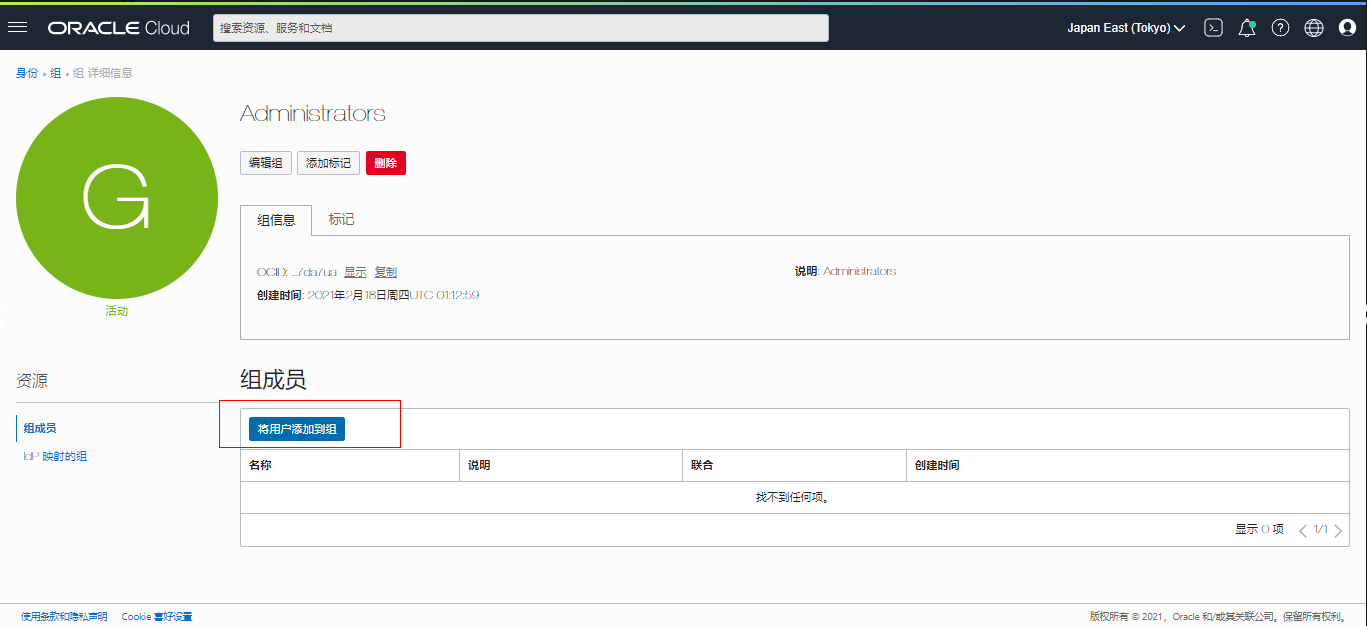 ORACLE Cloud
搜索资源、服务和文档
Japan East (Tokyo)
身份 » 组 » 组 详细信息
G
活动
Administrators
编辑组 添加标记 删除
组信息 标记
OCID: ...7da7ua 显示 复制
说明: Administrators
创建时间: 2021年2月18日周四UTC 01:12:59
资源
组成员
IdP 映射的组
组成员
将用户添加到组
名称 说明 联合 创建时间
找不到任何项。
显示 0 项 1/1
使用条款和隐私声明 Cookie 喜好设置
版权所有 © 2021，Oracle 和/或其关联公司。保留所有权利。